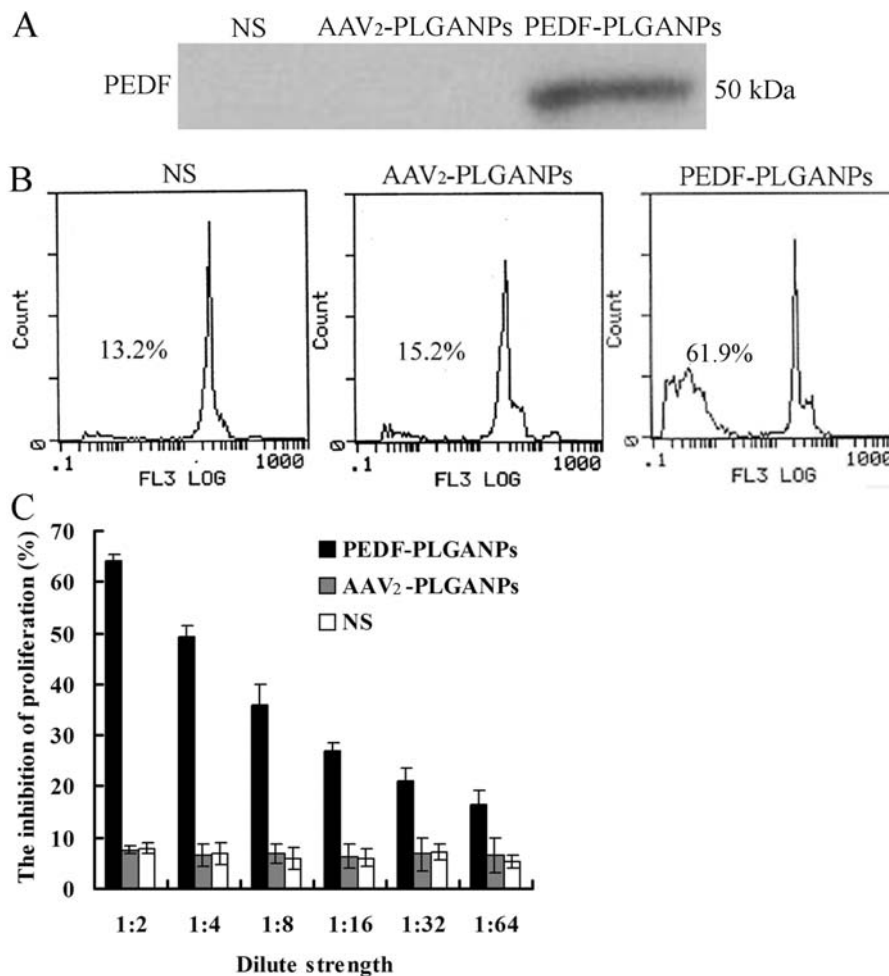 A
NS AAV₂-PLGANPs PEDF-PLGANPs
PEDF 50 kDa
B
NS AAV₂-PLGANPs PEDF-PLGANPs
Count Count Count
13.2% 15.2% 61.9%
0 0 0
.1 1000 .1 1000 .1 1000
FL3 LOG FL3 LOG FL3 LOG
C
The inhibition of proliferation (%)
70
60
50
40
30
20
10
0
PEDF-PLGANPs
AAV₂-PLGANPs
NS
1:2 1:4 1:8 1:16 1:32 1:64
Dilute strength